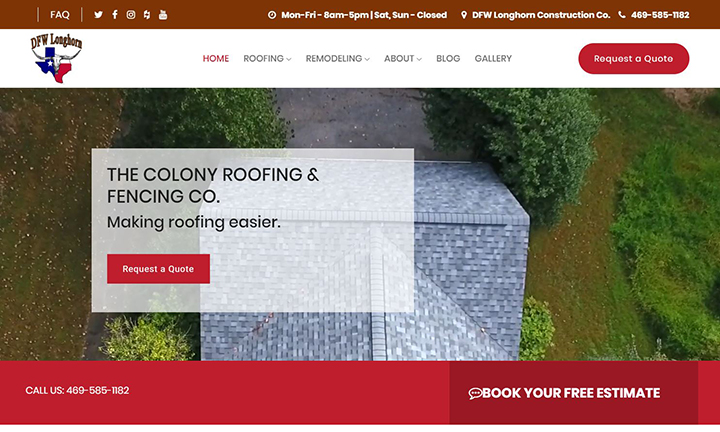 FAQ
Mon-Fri - 8am-5pm | Sat, Sun - Closed
DFW Longhorn Construction Co.
469-585-1182
DFW Longhorn
HOME
ROOFING
REMODELING
ABOUT
BLOG
GALLERY
Request a Quote
THE COLONY ROOFING &
FENCING CO.
Making roofing easier.
Request a Quote
CALL US: 469-585-1182
BOOK YOUR FREE ESTIMATE